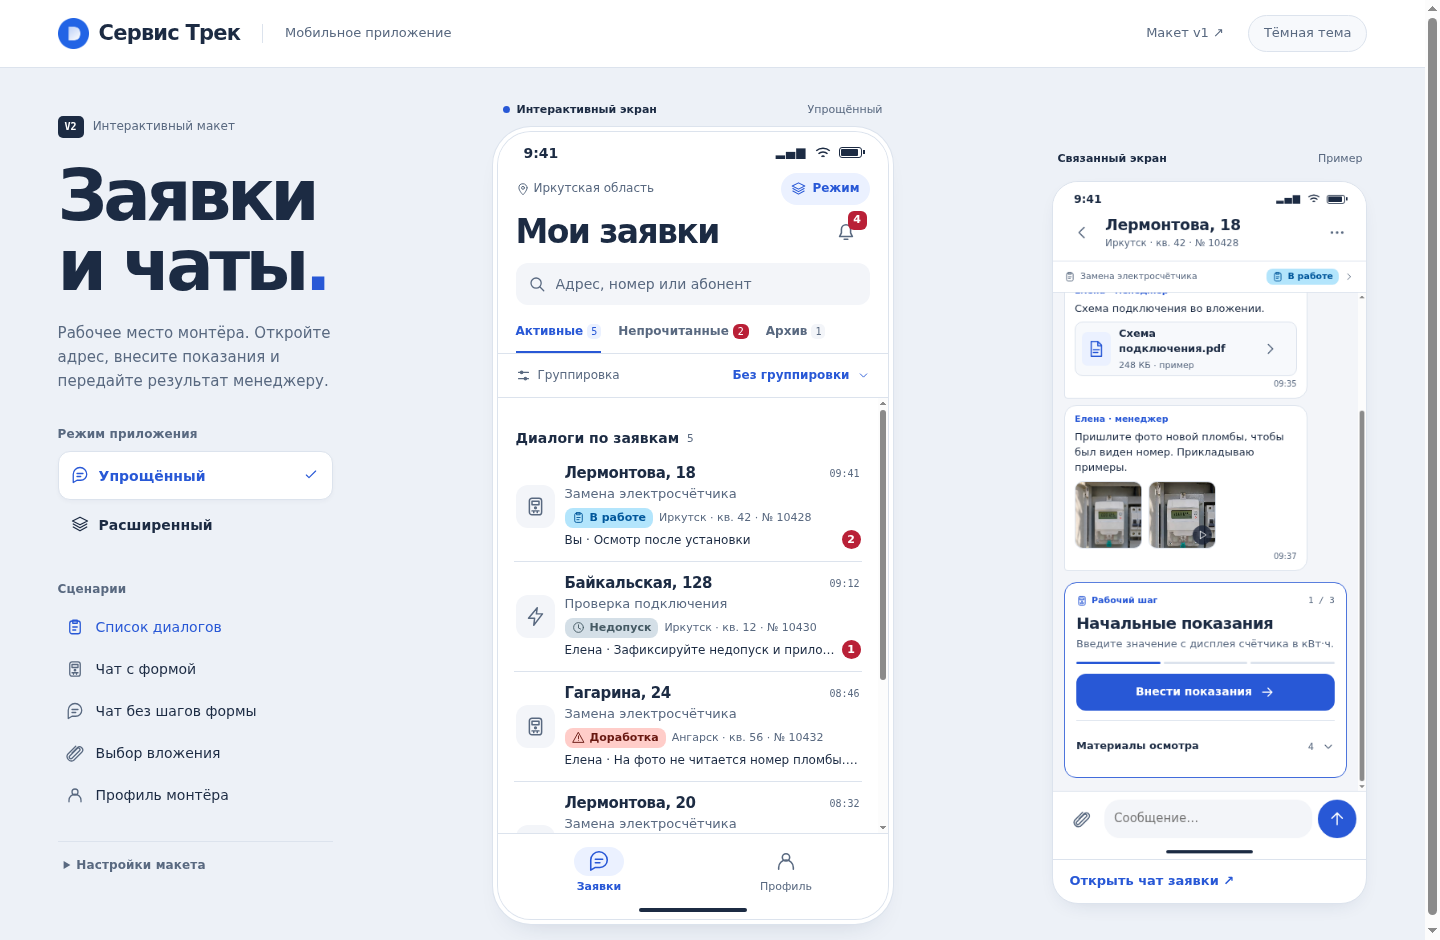 Сервис Трек
Мобильное приложение
Макет v1 ↗
Тёмная тема
V2 Интерактивный макет
Заявки
и чаты.
Рабочее место монтёра. Откройте
адрес, внесите показания и
передайте результат менеджеру.
Режим приложения
Упрощённый
Расширенный
Сценарии
Список диалогов
Чат с формой
Чат без шагов формы
Выбор вложения
Профиль монтёра
Настройки макета
Интерактивный экран
Упрощённый
9:41
Иркутская область
Режим
Мои заявки
4
Адрес, номер или абонент
Активные 5 Непрочитанные 2 Архив 1
Группировка
Без группировки
Диалоги по заявкам 5
Лермонтова, 18 09:41
Замена электросчётчика
В работе Иркутск · кв. 42 · № 10428
Вы · Осмотр после установки 2
Байкальская, 128 09:12
Проверка подключения
Недопуск Иркутск · кв. 12 · № 10430
Елена · Зафиксируйте недопуск и прило… 1
Гагарина, 24 08:46
Замена электросчётчика
Доработка Ангарск · кв. 56 · № 10432
Елена · На фото не читается номер пломбы.…
Лермонтова, 20 08:32
Замена электросчётчика
Заявки
Профиль
Связанный экран
Пример
9:41
Лермонтова, 18
Иркутск · кв. 42 · № 10428
Замена электросчётчика
В работе
Елена · менеджер
Схема подключения во вложении.
Схема
подключения.pdf
248 КБ · пример
09:35
Елена · менеджер
Пришлите фото новой пломбы, чтобы
был виден номер. Прикладываю
примеры.
09:37
Рабочий шаг 1 / 3
Начальные показания
Введите значение с дисплея счётчика в кВт·ч.
Внести показания →
Материалы осмотра 4
Сообщение…
Открыть чат заявки ↗